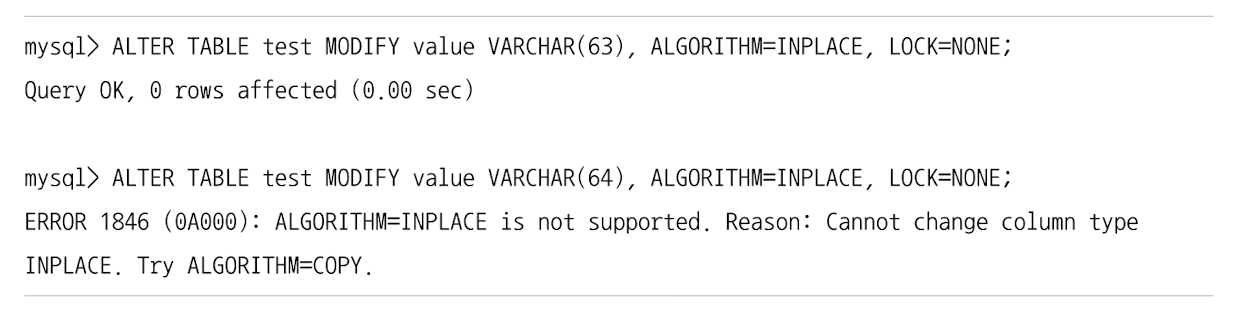 mysql> ALTER TABLE test MODIFY value VARCHAR(63), ALGORITHM=INPLACE, LOCK=NONE;
Query OK, 0 rows affected (0.00 sec)
mysql> ALTER TABLE test MODIFY value VARCHAR(64), ALGORITHM=INPLACE, LOCK=NONE;
ERROR 1846 (0A000): ALGORITHM=INPLACE is not supported. Reason: Cannot change column type
INPLACE. Try ALGORITHM=COPY.